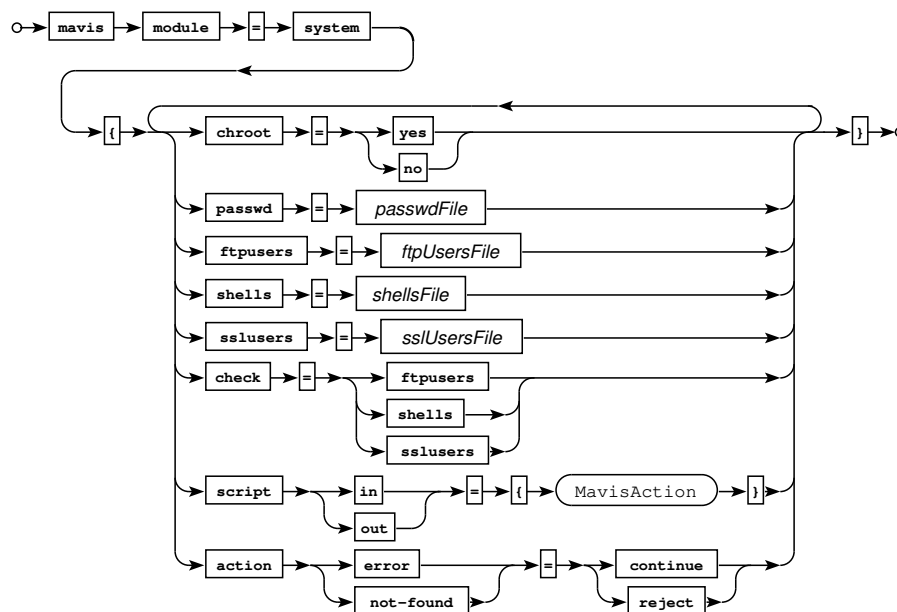 mavis module = system
{ chroot = yes }
no
passwd = passwdFile
ftpusers = ftpUsersFile
shells = shellsFile
sslusers = sslUsersFile
check = ftpusers
shells
sslusers
script in = { MavisAction }
out
action error = continue
not-found reject